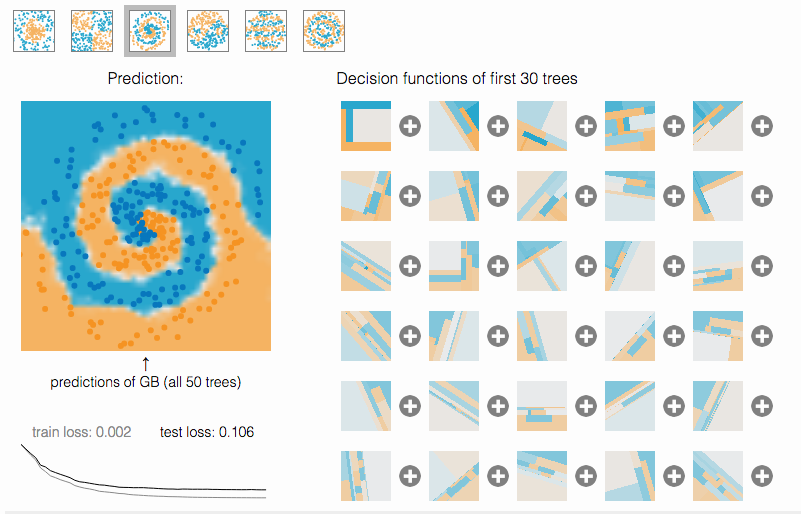 Prediction:
Decision functions of first 30 trees
predictions of GB (all 50 trees)
train loss: 0.002
test loss: 0.106